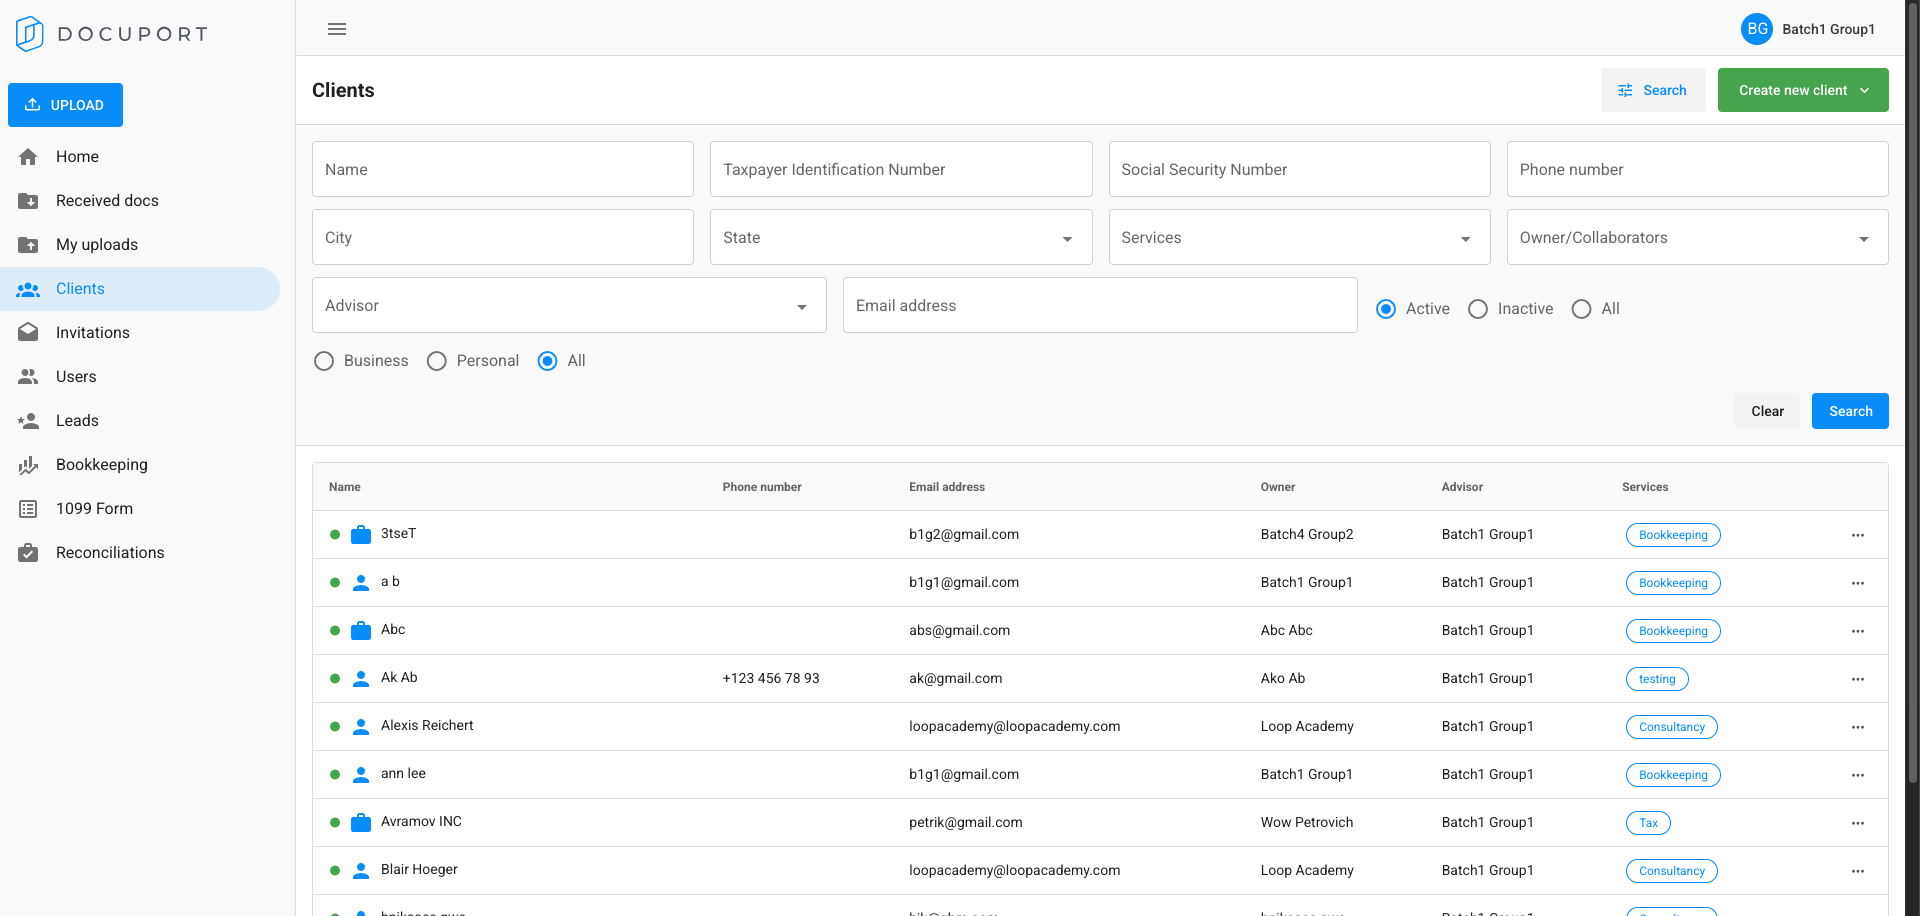 DOCUPORT
BG Batch1 Group1
UPLOAD
Home
Received docs
My uploads
Clients
Invitations
Users
Leads
Bookkeeping
1099 Form
Reconciliations
Clients
Search
Create new client
Name Taxpayer Identification Number Social Security Number Phone number
City State Services Owner/Collaborators
Advisor Email address Active Inactive All
Business Personal All
Clear Search
Name Phone number Email address Owner Advisor Services
3tseT b1g2@gmail.com Batch4 Group2 Batch1 Group1 Bookkeeping
a b b1g1@gmail.com Batch1 Group1 Batch1 Group1 Bookkeeping
Abc abs@gmail.com Abc Abc Batch1 Group1 Bookkeeping
Ak Ab +123 456 78 93 ak@gmail.com Ako Ab Batch1 Group1 testing
Alexis Reichert loopacademy@loopacademy.com Loop Academy Batch1 Group1 Consultancy
ann lee b1g1@gmail.com Batch1 Group1 Batch1 Group1 Bookkeeping
Avramov INC petrik@gmail.com Wow Petrovich Batch1 Group1 Tax
Blair Hoeger loopacademy@loopacademy.com Loop Academy Batch1 Group1 Consultancy
Batch1 Group1